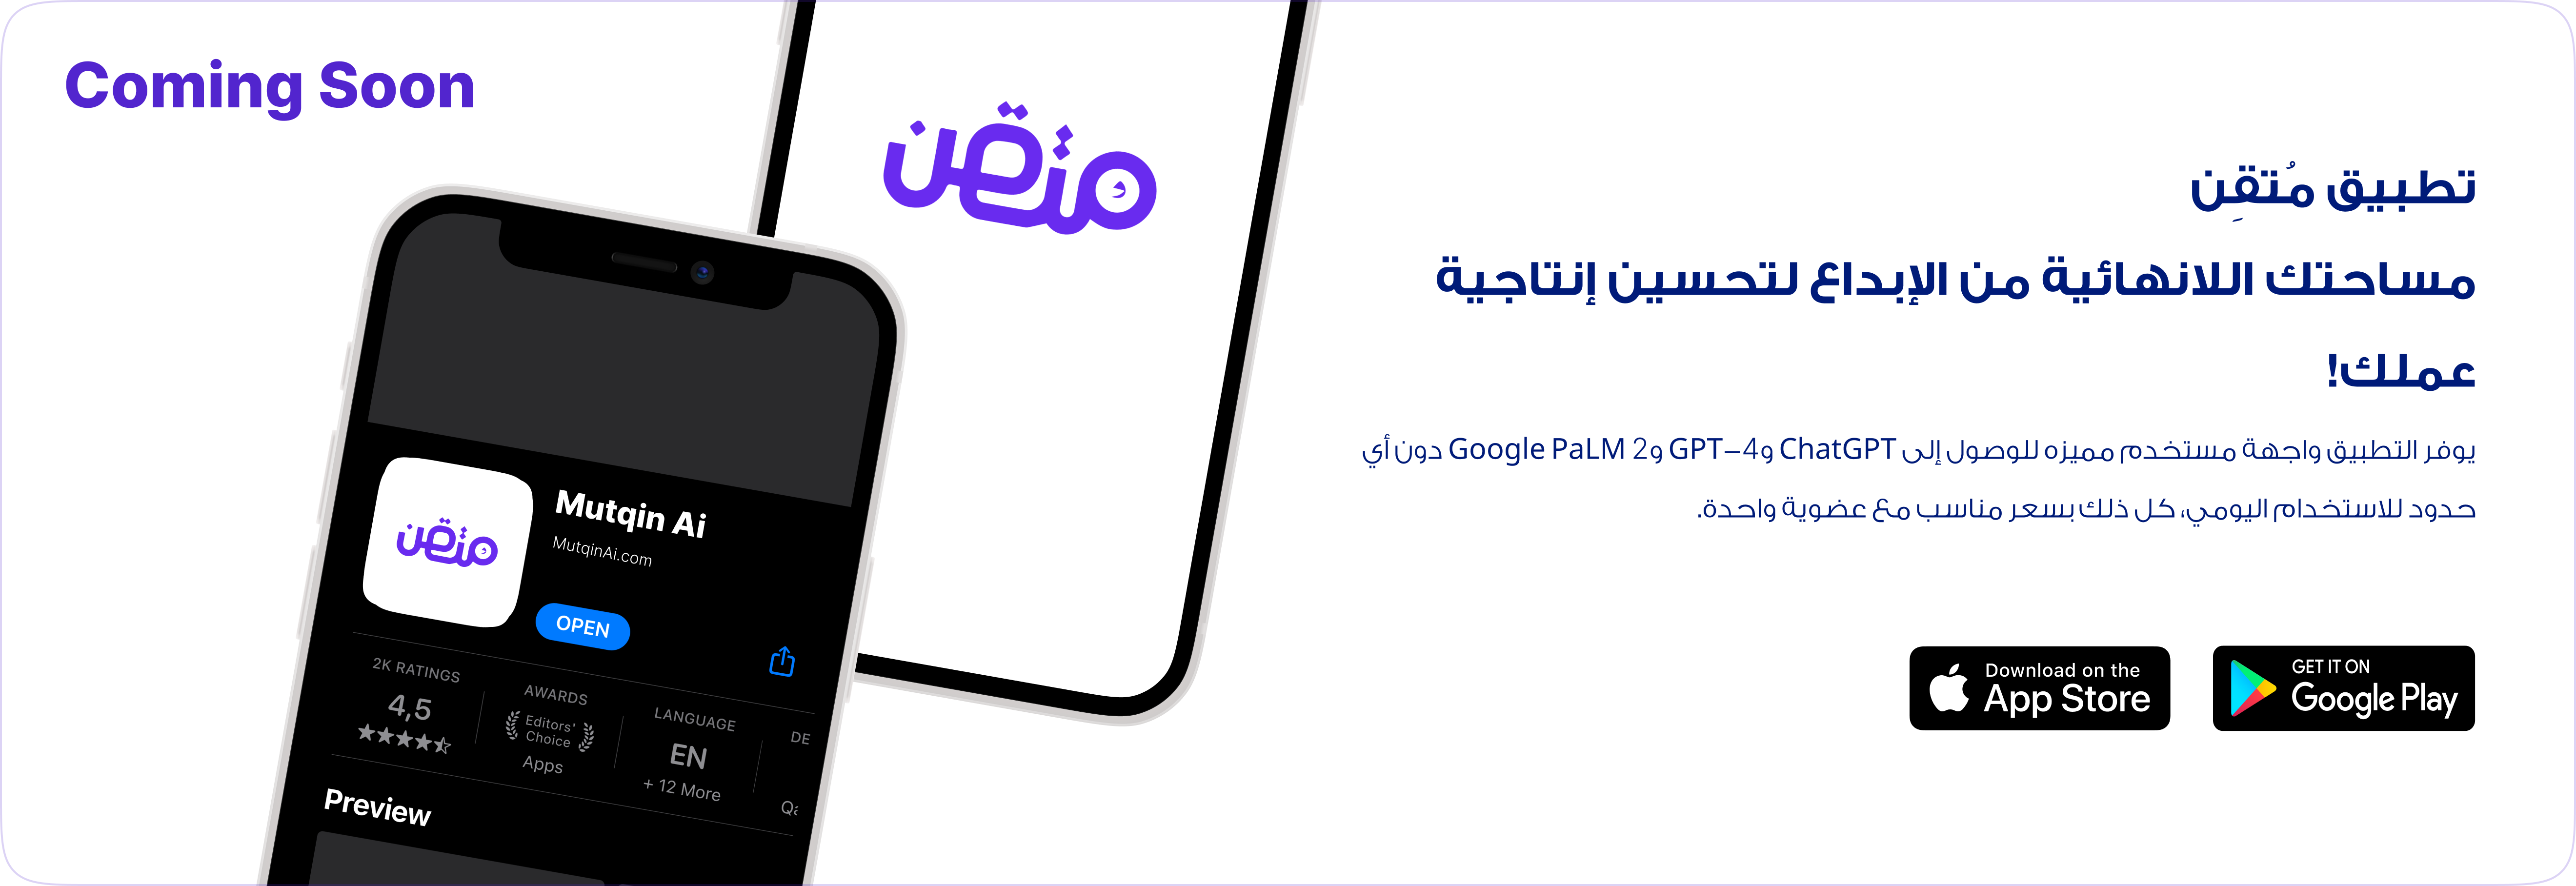 Coming Soon
متقن
تطبيق مُتقِن
مساحتك اللانهائية من الإبداع لتحسين إنتاجية
عملك!
يوفر التطبيق واجهة مستخدم مميزه للوصول إلى ChatGPT وGPT-4 وGoogle PaLM 2 دون أي
حدود للاستخدام اليومي، كل ذلك بسعر مناسب مع عضوية واحدة.
Download on the
App Store
GET IT ON
Google Play
متقن
Mutqin Ai
MutqinAi.com
OPEN
2K RATINGS
4,5
AWARDS
Editors'
Choice
Apps
LANGUAGE
EN
+ 12 More
DE
Preview